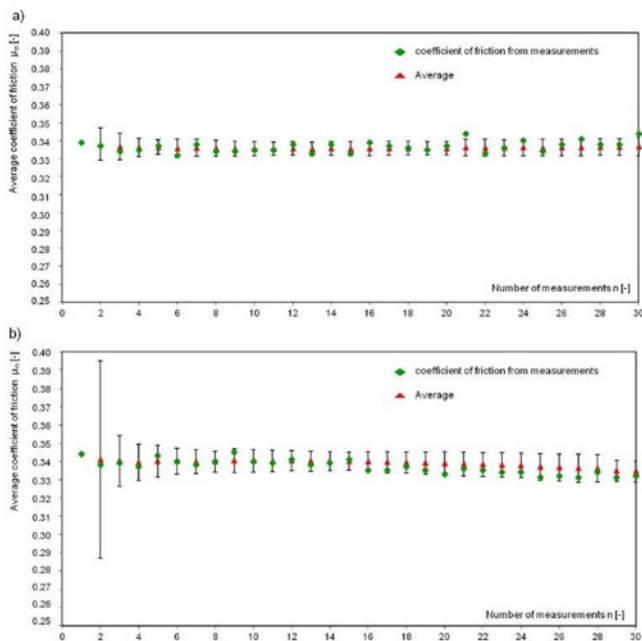 a)
0.40
0.39
0.38
0.37
0.36
0.35
0.34
0.33
0.32
0.31
0.30
0.29
0.28
0.27
0.26
0.25
Average coefficient of friction μₘ [-]
coefficient of friction from measurements
Average
Number of measurements n [-]
0 2 4 6 8 10 12 14 16 18 20 22 24 26 28 30
b)
0.40
0.39
0.38
0.37
0.36
0.35
0.34
0.33
0.32
0.31
0.30
0.29
0.28
0.27
0.26
0.25
Average coefficient of friction μₘ [-]
coefficient of friction from measurements
Average
Number of measurements n [-]
0 2 4 6 8 10 12 14 16 18 20 22 24 26 28 30